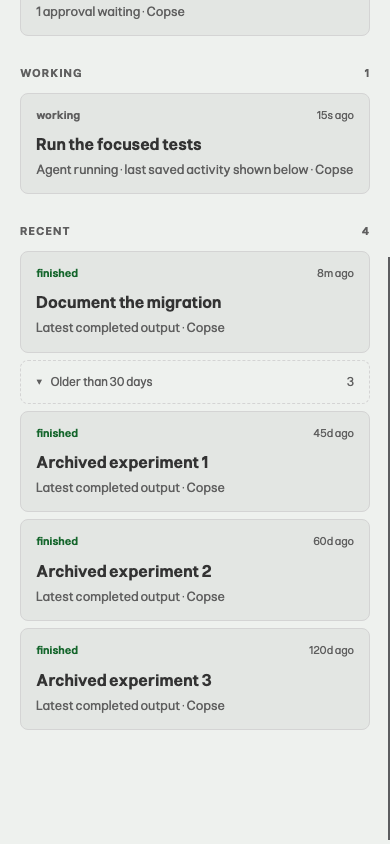 1 approval waiting · Copse
WORKING 1
working 15s ago
Run the focused tests
Agent running · last saved activity shown below · Copse
RECENT 4
finished 8m ago
Document the migration
Latest completed output · Copse
▾ Older than 30 days 3
finished 45d ago
Archived experiment 1
Latest completed output · Copse
finished 60d ago
Archived experiment 2
Latest completed output · Copse
finished 120d ago
Archived experiment 3
Latest completed output · Copse